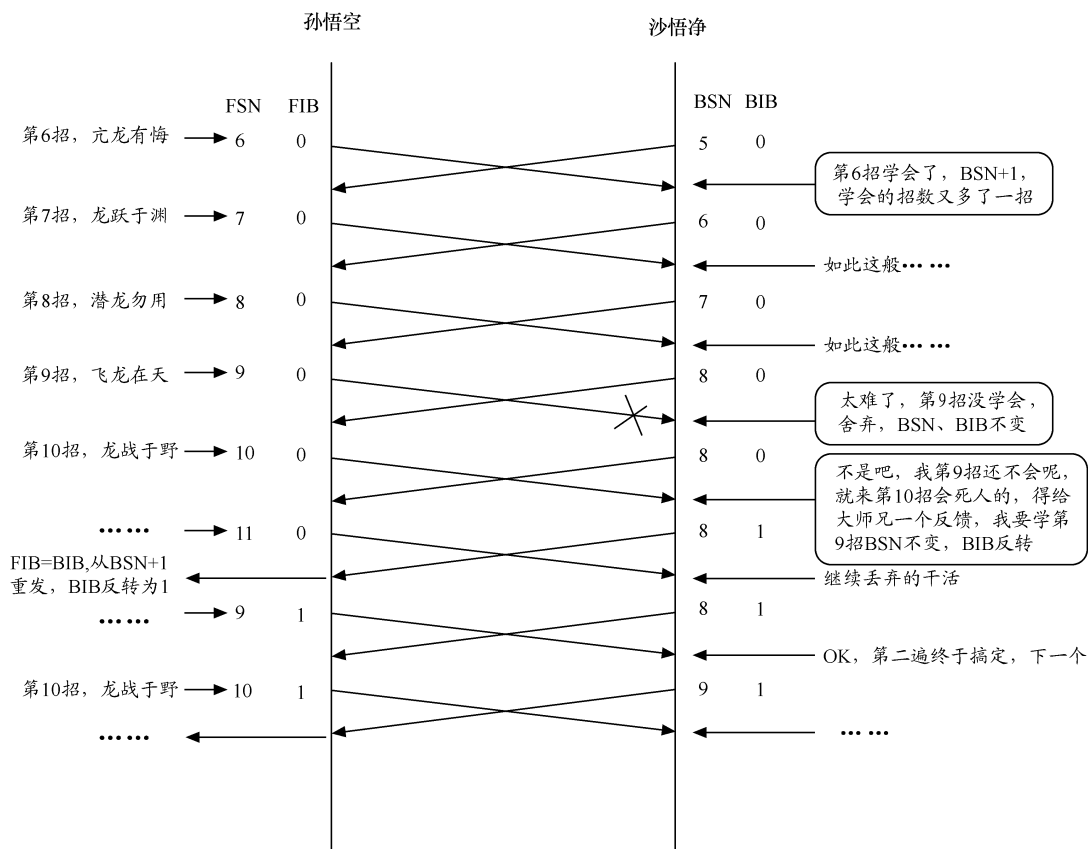 孙悟空
沙悟净
FSN FIB
BSN BIB
第6招，亢龙有悔 6 0
5 0
第6招学会了，BSN+1，
学会的招数又多了一招
第7招，龙跃于渊 7 0
6 0
如此这般……
第8招，潜龙勿用 8 0
7 0
如此这般……
第9招，飞龙在天 9 0
8 0
太难了，第9招没学会，
舍弃，BSN、BIB不变
第10招，龙战于野 10 0
8 0
不是吧，我第9招还不会呢，
就来第10招会死人的，得给
大师兄一个反馈，我要学第
9招BSN不变，BIB反转
…… 11 0
8 1
FIB=BIB,从BSN+1
重发，BIB反转为1
继续丢弃的干活
…… 9 1
8 1
OK，第二遍终于搞定，下一个
第10招，龙战于野 10 1
9 1
……
……